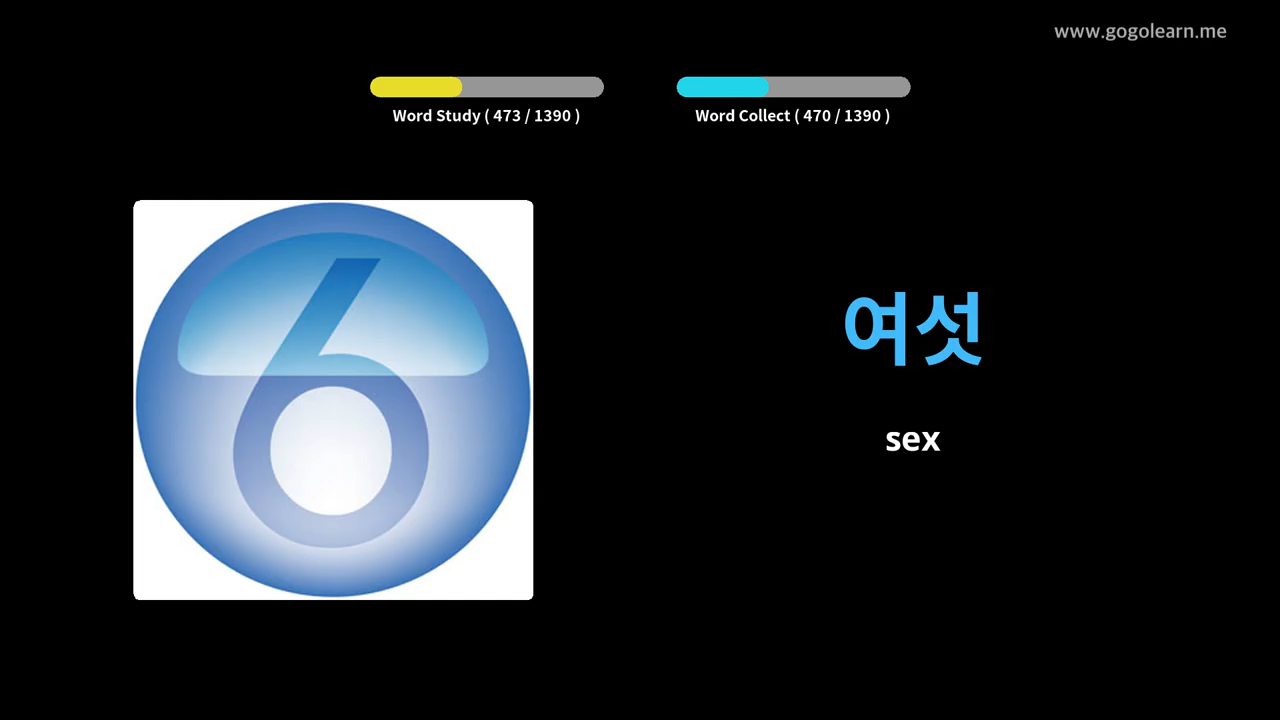 www.gogolearn.me
Word Study ( 473 / 1390 )
Word Collect ( 470 / 1390 )
6
여섯
sex